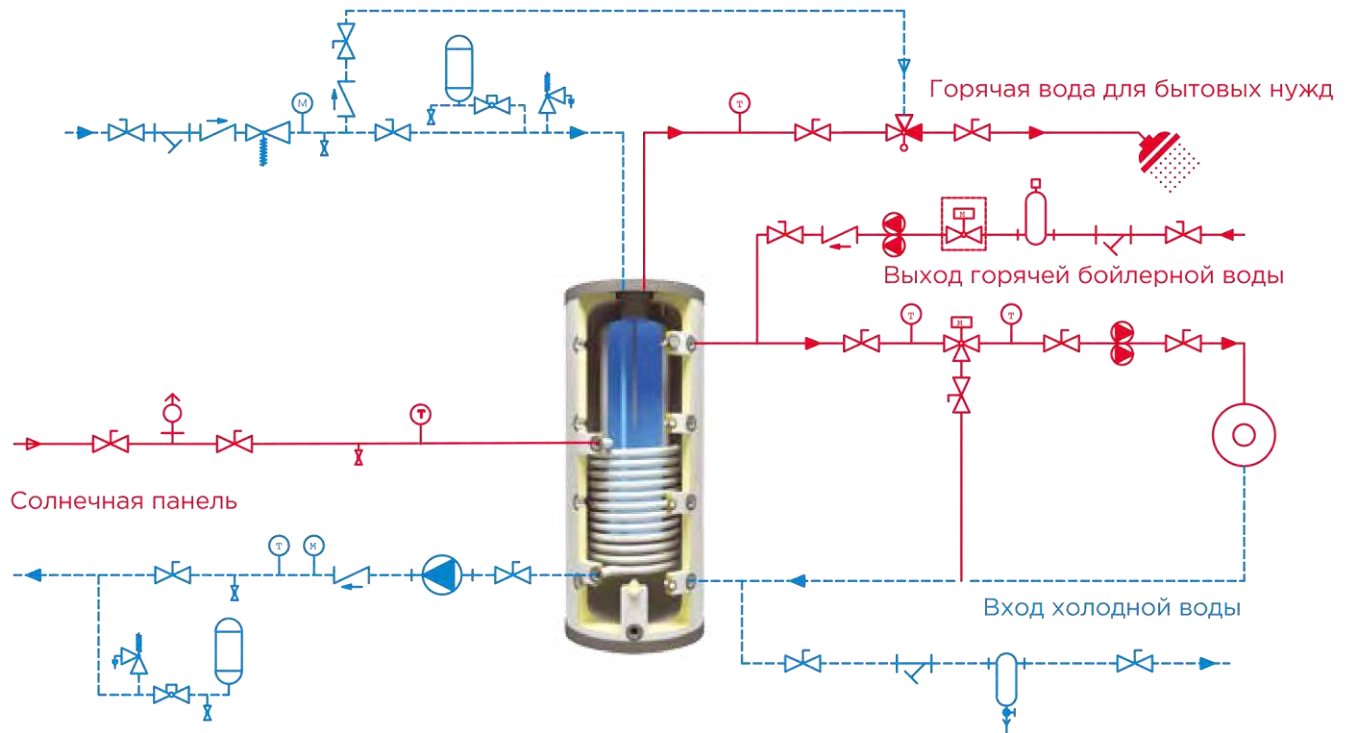 M
T
Горячая вода для бытовых нужд
M
Выход горячей бойлерной воды
T
M
T
T
Солнечная панель
T
M
Вход холодной воды